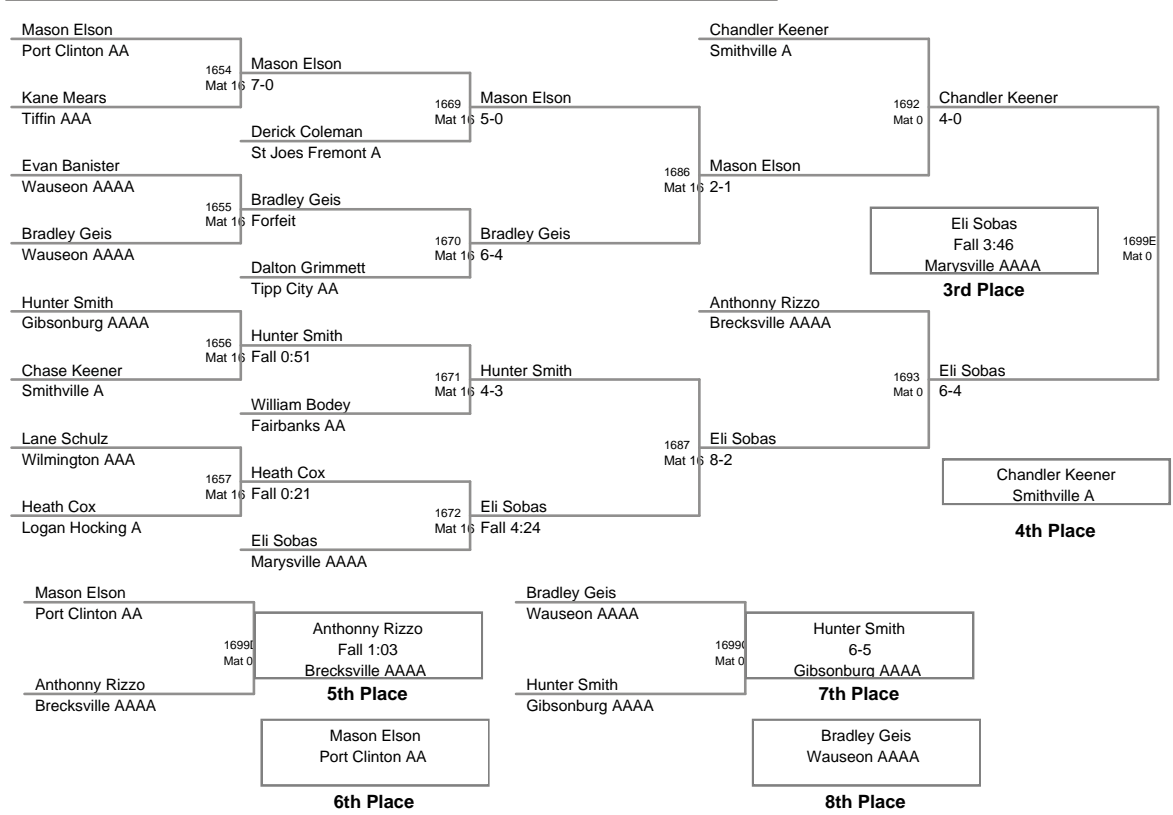 Mason Elson
Port Clinton AA
1654
Mat 16
Mason Elson
7-0
Kane Mears
Tiffin AAA
1669
Mat 16
Mason Elson
5-0
Derick Coleman
St Joes Fremont A
Evan Banister
Wauseon AAAA
1655
Mat 16
Bradley Geis
Forfeit
Bradley Geis
Wauseon AAAA
1670
Mat 16
Bradley Geis
6-4
Dalton Grimmett
Tipp City AA
1686
Mat 16
Mason Elson
2-1
Hunter Smith
Gibsonburg AAAA
1656
Mat 16
Hunter Smith
Fall 0:51
Chase Keener
Smithville A
1671
Mat 16
Hunter Smith
4-3
William Bodey
Fairbanks AA
Lane Schulz
Wilmington AAA
1657
Mat 16
Heath Cox
Fall 0:21
Heath Cox
Logan Hocking A
1672
Mat 16
Eli Sobas
Fall 4:24
Eli Sobas
Marysville AAAA
1687
Mat 16
Eli Sobas
8-2
Chandler Keener
Smithville A
1692
Mat 0
Chandler Keener
4-0
Anthonny Rizzo
Brecksville AAAA
1693
Mat 0
Eli Sobas
6-4
1699E
Mat 0
Eli Sobas
Fall 3:46
Marysville AAAA
3rd Place
Chandler Keener
Smithville A
4th Place
Mason Elson
Port Clinton AA
1699D
Mat 0
Anthonny Rizzo
Brecksville AAAA
Anthonny Rizzo
Fall 1:03
Brecksville AAAA
5th Place
Mason Elson
Port Clinton AA
6th Place
Bradley Geis
Wauseon AAAA
1699C
Mat 0
Hunter Smith
Gibsonburg AAAA
Hunter Smith
6-5
Gibsonburg AAAA
7th Place
Bradley Geis
Wauseon AAAA
8th Place